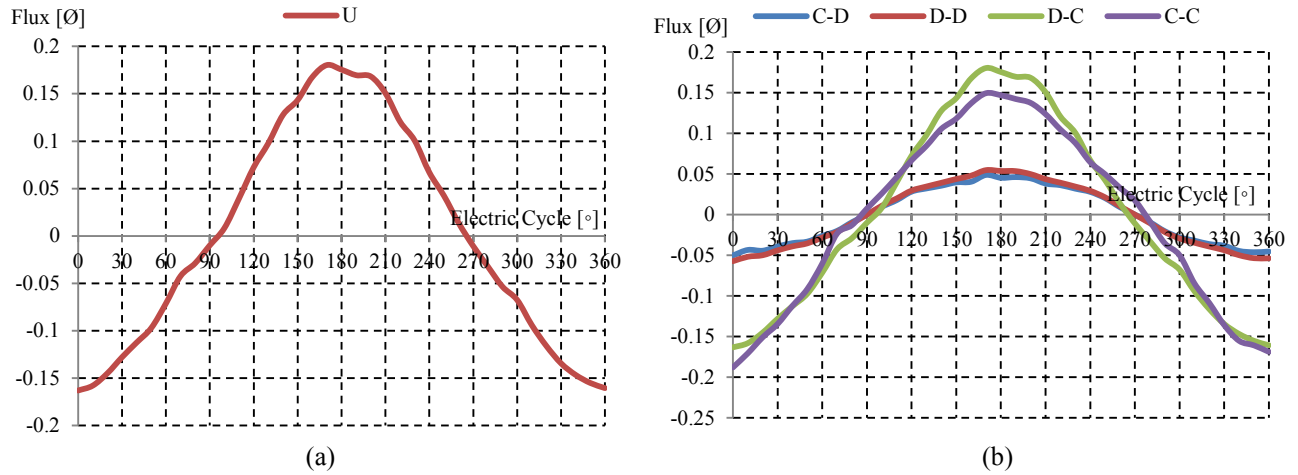 Flux [Ø]
U
0.2
0.15
0.1
0.05
0
-0.05
-0.1
-0.15
-0.2
Electric Cycle [◦]
0 30 60 90 120 150 180 210 240 270 300 330 360
(a)
C-D D-D D-C C-C
Flux [Ø]
0.2
0.15
0.1
0.05
0
-0.05
-0.1
-0.15
-0.2
-0.25
Electric Cycle [◦]
0 30 60 90 120 150 180 210 240 270 300 330 360
(b)